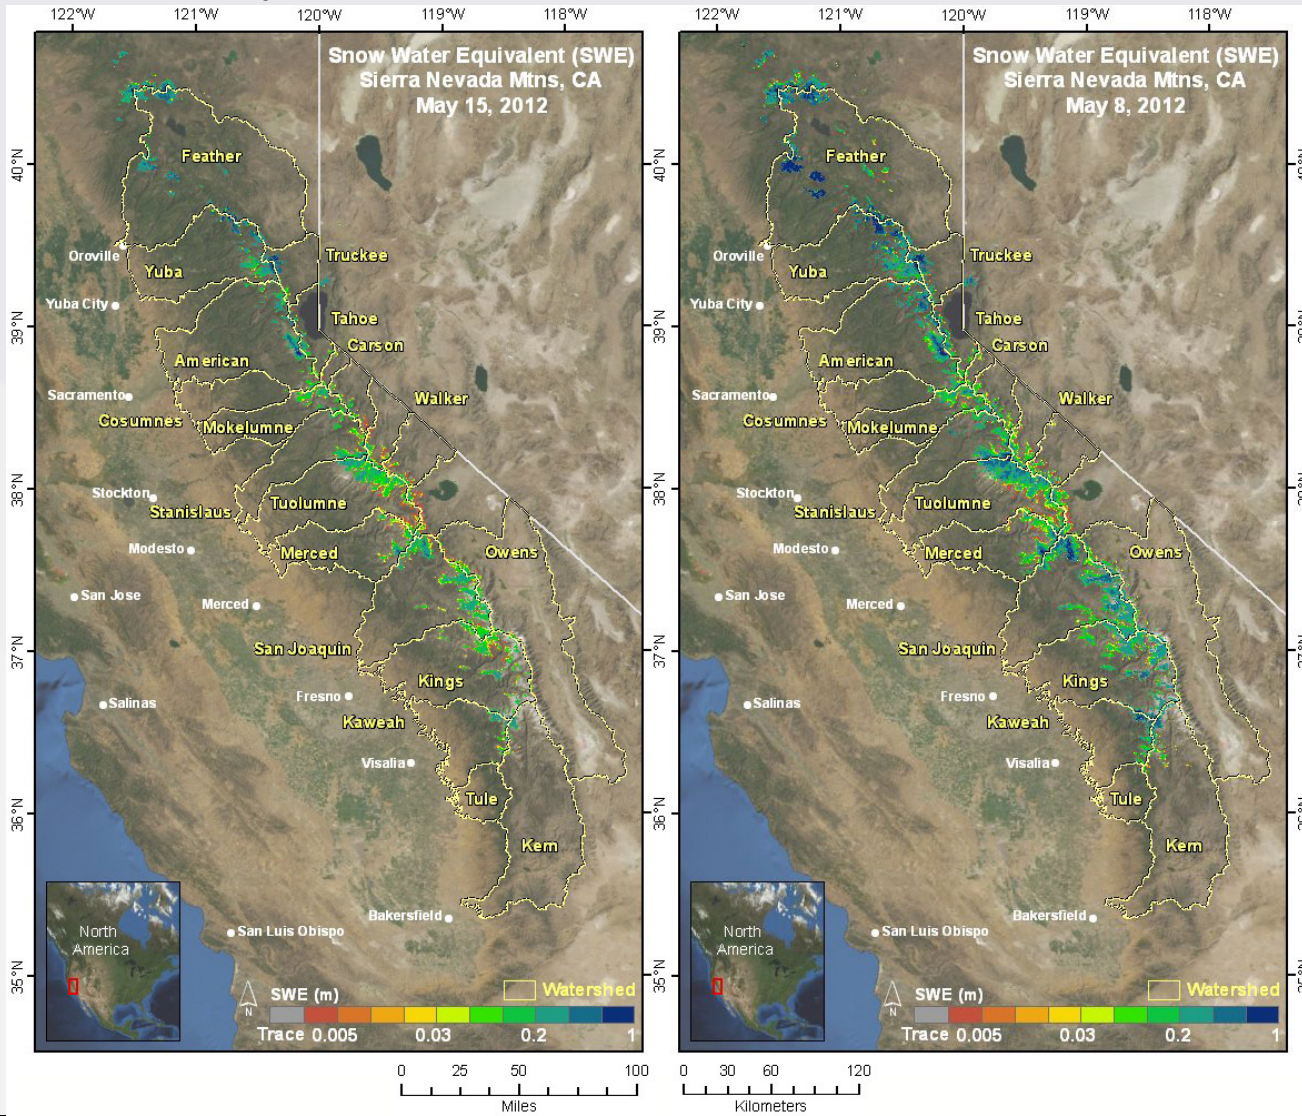 122°W 121°W 120°W 119°W 118°W
122°W 121°W 120°W 119°W 118°W
Snow Water Equivalent (SWE)
Sierra Nevada Mtns, CA
May 15, 2012
40°N
Feather
Oroville
Truckee
Yuba
Yuba City
Tahoe
39°N
Carson
American
Sacramento
Walker
Cosumnes
Mokelumne
38°N
Stockton
Tuolumne
Stanislaus
Modesto
Merced
Owens
San Jose
Merced
San Joaquin
37°N
Kings
Fresno
Salinas
Kaweah
Visalia
Tule
36°N
Kern
Bakersfield
North
America
San Luis Obispo
35°N
N
SWE (m)
Watershed
Trace 0.005 0.03 0.2 1
Snow Water Equivalent (SWE)
Sierra Nevada Mtns, CA
May 8, 2012
40°N
Feather
Oroville
Truckee
Yuba
Yuba City
Tahoe
39°N
Carson
American
Sacramento
Walker
Cosumnes
Mokelumne
38°N
Stockton
Tuolumne
Stanislaus
Modesto
Merced
Owens
San Jose
Merced
San Joaquin
37°N
Kings
Fresno
Salinas
Kaweah
Visalia
Tule
36°N
Kern
Bakersfield
North
America
San Luis Obispo
35°N
N
SWE (m)
Watershed
Trace 0.005 0.03 0.2 1
0 25 50 100
Miles
0 30 60 120
Kilometers